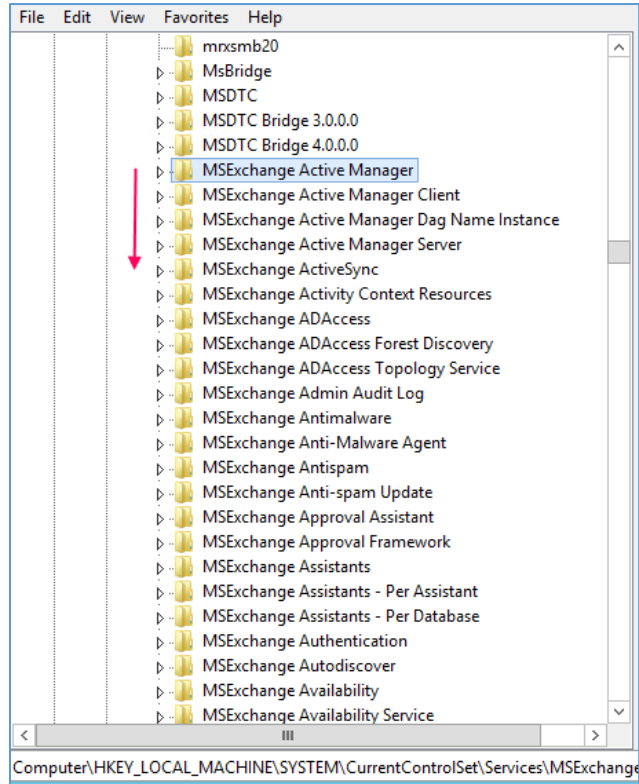 File Edit View Favorites Help
mrxsmb20
MsBridge
MSDTC
MSDTC Bridge 3.0.0.0
MSDTC Bridge 4.0.0.0
MSExchange Active Manager
MSExchange Active Manager Client
MSExchange Active Manager Dag Name Instance
MSExchange Active Manager Server
MSExchange ActiveSync
MSExchange Activity Context Resources
MSExchange ADAccess
MSExchange ADAccess Forest Discovery
MSExchange ADAccess Topology Service
MSExchange Admin Audit Log
MSExchange Antimalware
MSExchange Anti-Malware Agent
MSExchange Antispam
MSExchange Anti-spam Update
MSExchange Approval Assistant
MSExchange Approval Framework
MSExchange Assistants
MSExchange Assistants - Per Assistant
MSExchange Assistants - Per Database
MSExchange Authentication
MSExchange Autodiscover
MSExchange Availability
MSExchange Availability Service
Computer\HKEY_LOCAL_MACHINE\SYSTEM\CurrentControlSet\Services\MSExchange